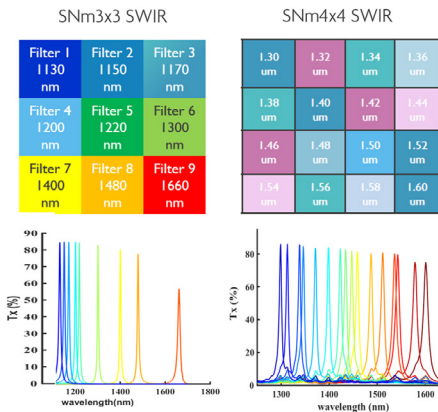 SNm3x3 SWIR
SNm4x4 SWIR
Filter 1
1130
nm
Filter 2
1150
nm
Filter 3
1170
nm
Filter 4
1200
nm
Filter 5
1220
nm
Filter 6
1300
nm
Filter 7
1400
nm
Filter 8
1480
nm
Filter 9
1660
nm
1.30
um
1.32
um
1.34
um
1.36
um
1.38
um
1.40
um
1.42
um
1.44
um
1.46
um
1.48
um
1.50
um
1.52
um
1.54
um
1.56
um
1.58
um
1.60
um
Tx (%)
90
80
70
60
50
40
30
20
10
0
1200
1400
1600
1800
wavelength(nm)
Tx (%)
80
60
40
20
0
1300
1400
1500
1600
wavelength (nm)